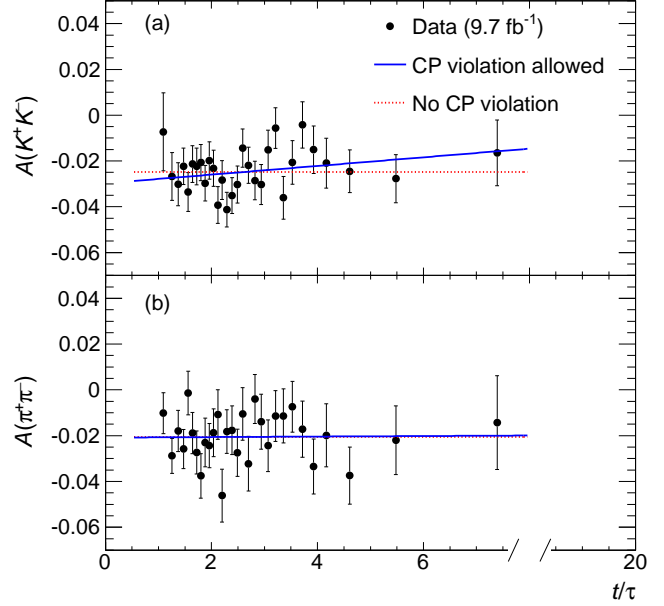 (a)
Data (9.7 fb⁻¹)
CP violation allowed
No CP violation
A(K⁺K⁻)
0.04
0.02
0
-0.02
-0.04
-0.06
(b)
A(π⁺π⁻)
0.04
0.02
0
-0.02
-0.04
-0.06
0 2 4 6 20
t/τ